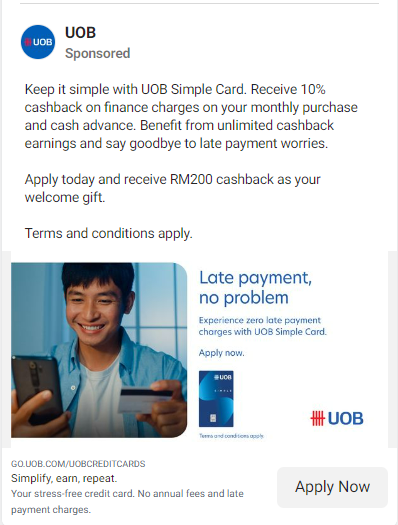 UOB
Sponsored
UOB
Keep it simple with UOB Simple Card. Receive 10%
cashback on finance charges on your monthly purchase
and cash advance. Benefit from unlimited cashback
earnings and say goodbye to late payment worries.
Apply today and receive RM200 cashback as your
welcome gift.
Terms and conditions apply.
Late payment,
no problem
Experience zero late payment
charges with UOB Simple Card.
Apply now.
UOB
SIMPLE
UOB
Terms and conditions apply.
GO.UOB.COM/UOBCREDITCARDS
Simplify, earn, repeat.
Your stress-free credit card. No annual fees and late
payment charges.
Apply Now